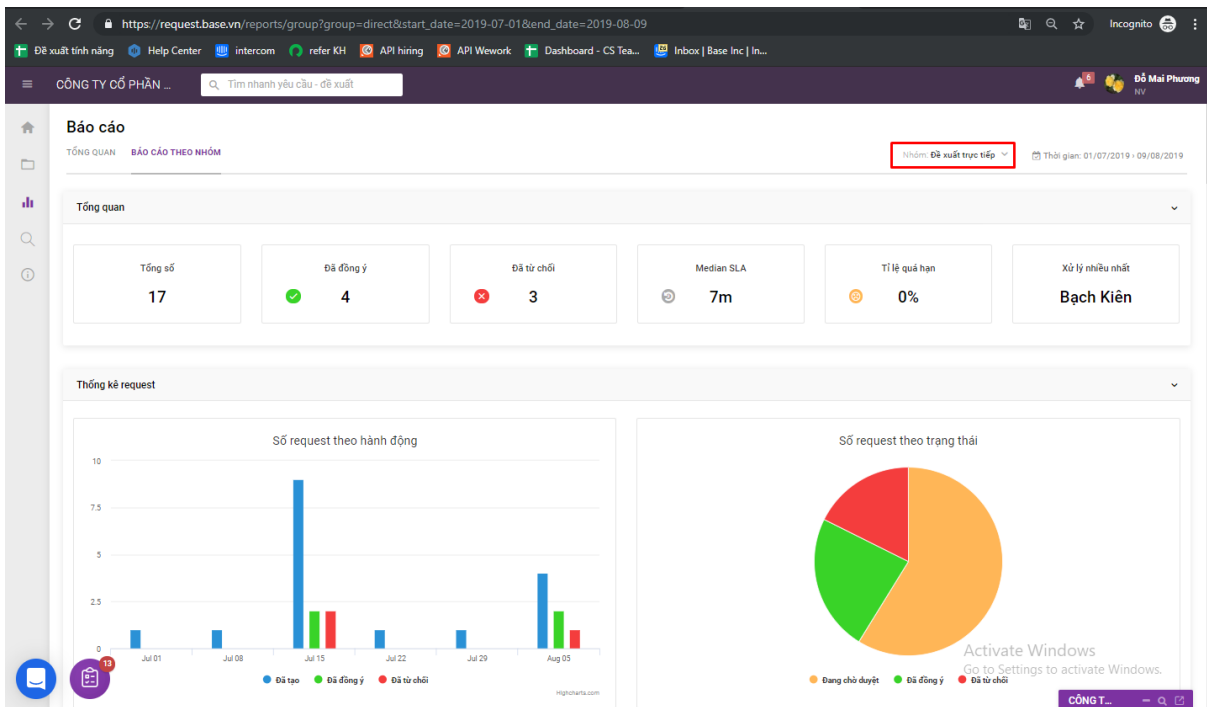 https://request.base.vn/reports/group?group=direct&start_date=2019-07-01&end_date=2019-08-09
Incognito
Đề xuất tính năng Help Center intercom refer KH API hiring API Wework Dashboard - CS Tea... Inbox | Base Inc | In...
CÔNG TY CỔ PHẦN ...
Tìm nhanh yêu cầu - đề xuất
6
Đỗ Mai Phương
NV
Báo cáo
TỔNG QUAN BÁO CÁO THEO NHÓM
Nhóm: Đề xuất trực tiếp
Thời gian: 01/07/2019 › 09/08/2019
Tổng quan
Tổng số Đã đồng ý Đã từ chối Median SLA Tỉ lệ quá hạn Xử lý nhiều nhất
17 4 3 7m 0% Bạch Kiên
Thống kê request
Số request theo hành động
10
7.5
5
2.5
0
Jul 01 Jul 08 Jul 15 Jul 22 Jul 29 Aug 05
Đã tạo Đã đồng ý Đã từ chối
Highcharts.com
Số request theo trạng thái
Đang chờ duyệt Đã đồng ý Đã từ chối
Activate Windows
Go to Settings to activate Windows.
13
CÔNG T...